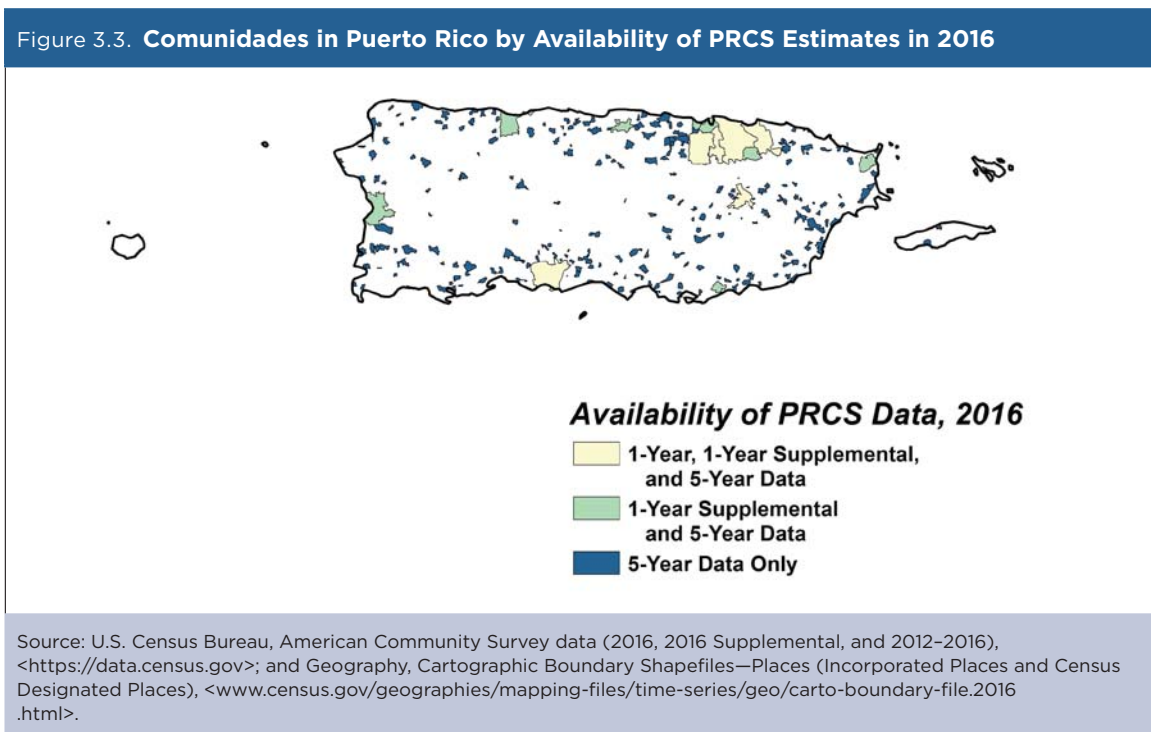 Figure 3.3. Comunidades in Puerto Rico by Availability of PRCS Estimates in 2016
Availability of PRCS Data, 2016
1-Year, 1-Year Supplemental,
and 5-Year Data
1-Year Supplemental
and 5-Year Data
5-Year Data Only
Source: U.S. Census Bureau, American Community Survey data (2016, 2016 Supplemental, and 2012–2016),
<https://data.census.gov>; and Geography, Cartographic Boundary Shapefiles—Places (Incorporated Places and Census
Designated Places), <www.census.gov/geographies/mapping-files/time-series/geo/carto-boundary-file.2016
.html>.